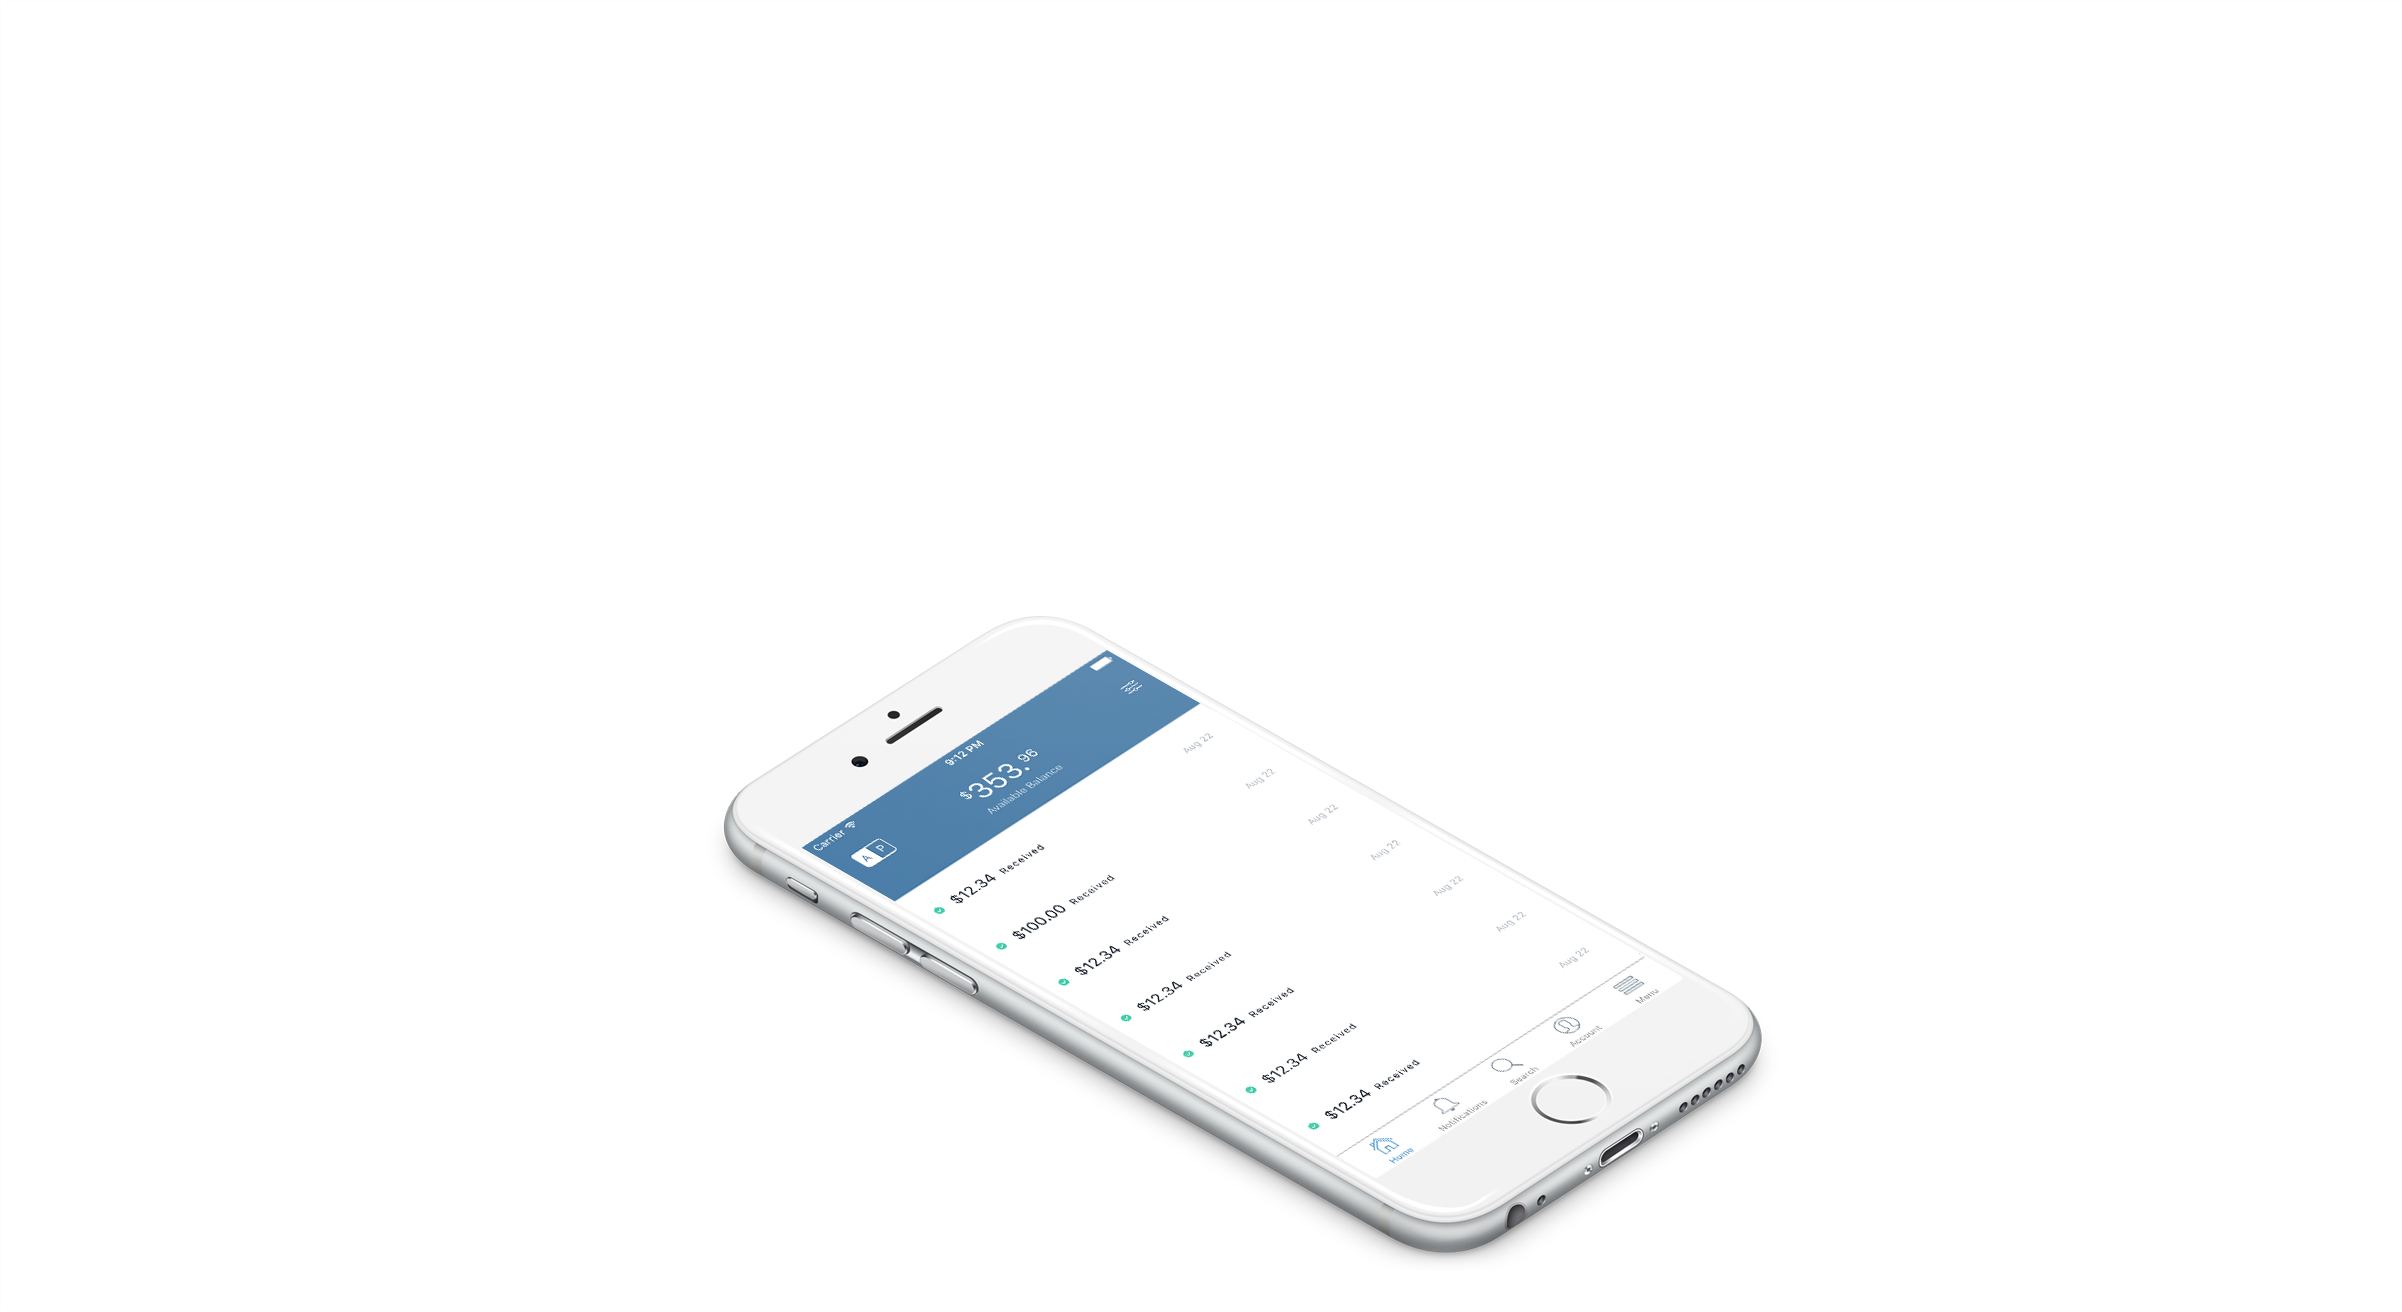 Carrier 9:12 PM
A P
$353.96
Available Balance
$12.34 Received Aug 22
$100.00 Received Aug 22
$12.34 Received Aug 22
$12.34 Received Aug 22
$12.34 Received Aug 22
$12.34 Received Aug 22
$12.34 Received Aug 22
Home Notifications Search Account Menu